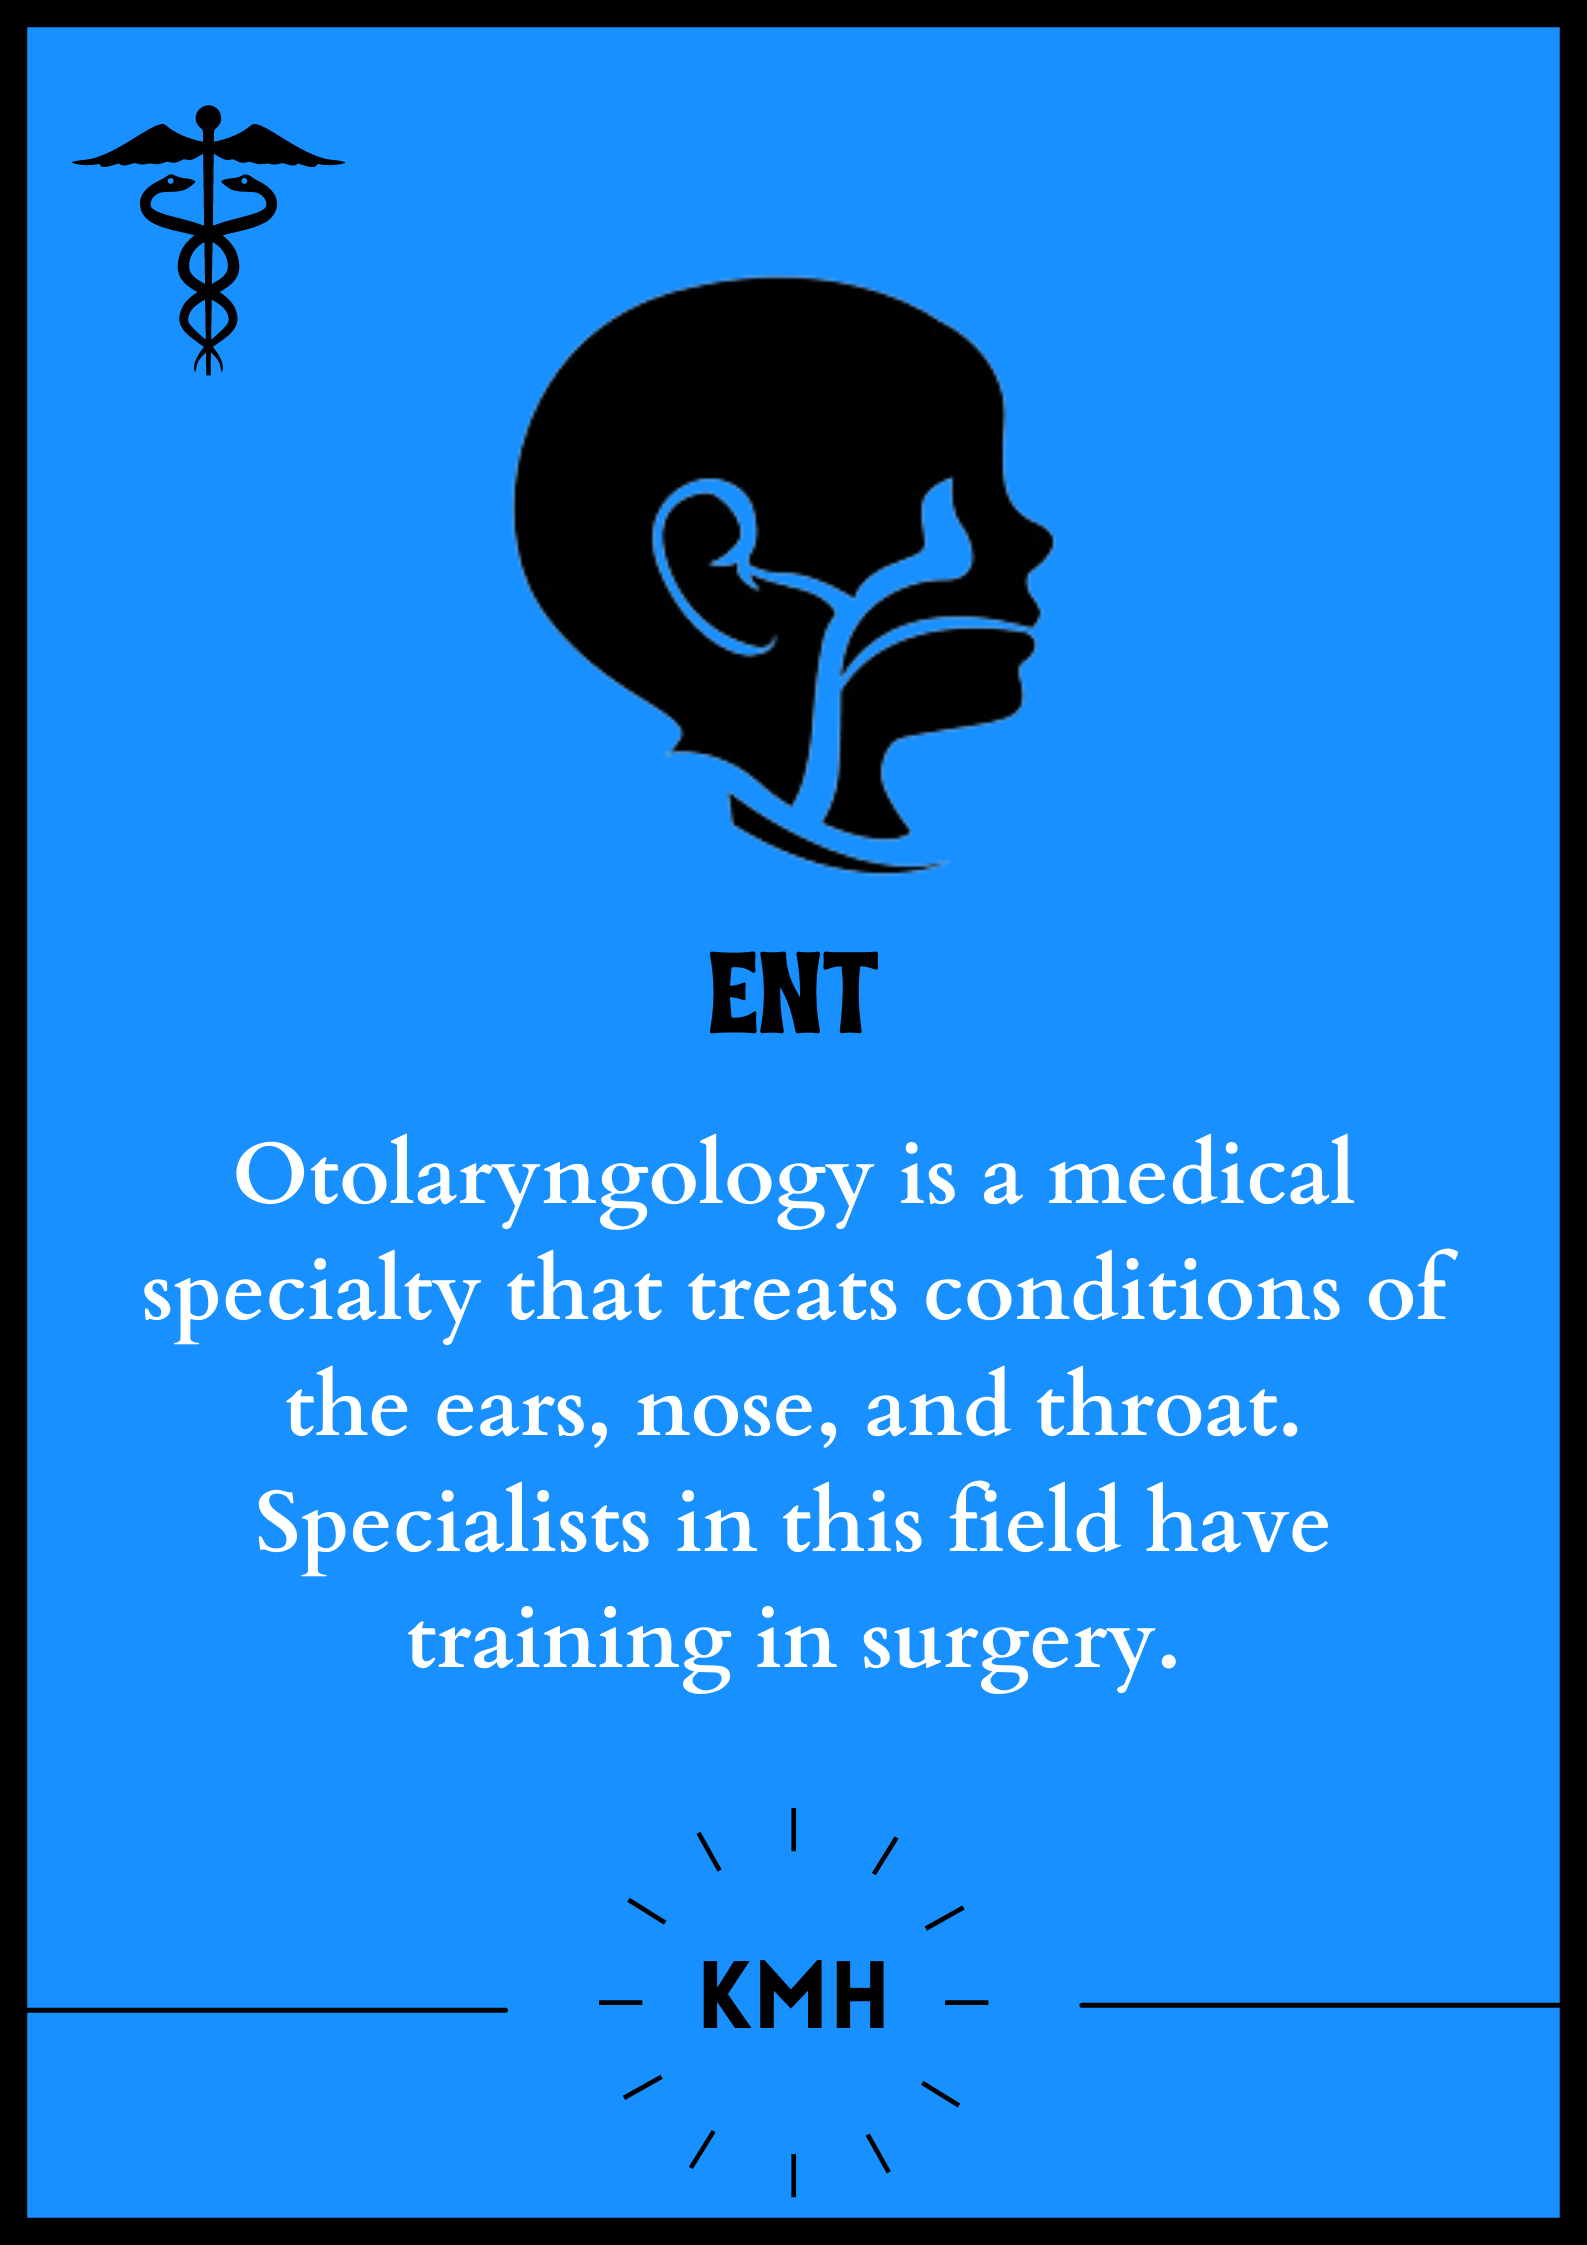 ENT
Otolaryngology is a medical
specialty that treats conditions of
the ears, nose, and throat.
Specialists in this field have
training in surgery.
KMH